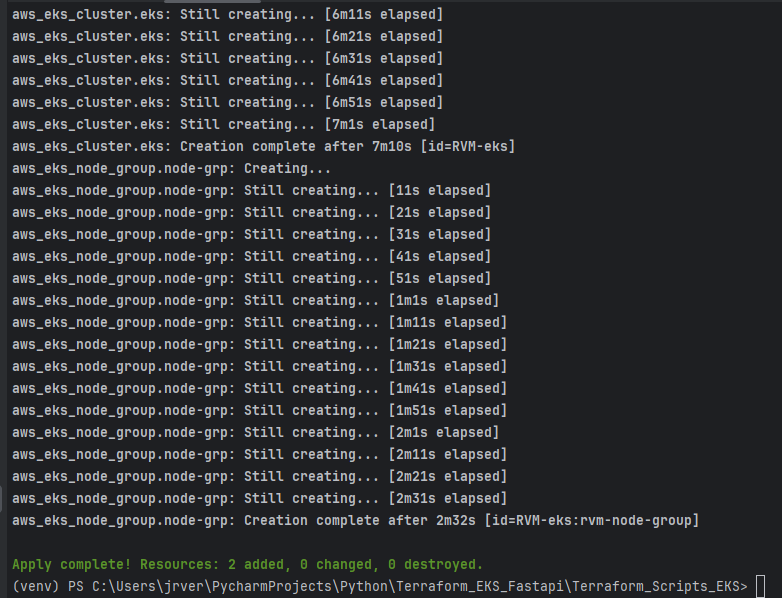 aws_eks_cluster.eks: Still creating... [6m11s elapsed]
aws_eks_cluster.eks: Still creating... [6m21s elapsed]
aws_eks_cluster.eks: Still creating... [6m31s elapsed]
aws_eks_cluster.eks: Still creating... [6m41s elapsed]
aws_eks_cluster.eks: Still creating... [6m51s elapsed]
aws_eks_cluster.eks: Still creating... [7m1s elapsed]
aws_eks_cluster.eks: Creation complete after 7m10s [id=RVM-eks]
aws_eks_node_group.node-grp: Creating...
aws_eks_node_group.node-grp: Still creating... [11s elapsed]
aws_eks_node_group.node-grp: Still creating... [21s elapsed]
aws_eks_node_group.node-grp: Still creating... [31s elapsed]
aws_eks_node_group.node-grp: Still creating... [41s elapsed]
aws_eks_node_group.node-grp: Still creating... [51s elapsed]
aws_eks_node_group.node-grp: Still creating... [1m1s elapsed]
aws_eks_node_group.node-grp: Still creating... [1m11s elapsed]
aws_eks_node_group.node-grp: Still creating... [1m21s elapsed]
aws_eks_node_group.node-grp: Still creating... [1m31s elapsed]
aws_eks_node_group.node-grp: Still creating... [1m41s elapsed]
aws_eks_node_group.node-grp: Still creating... [1m51s elapsed]
aws_eks_node_group.node-grp: Still creating... [2m1s elapsed]
aws_eks_node_group.node-grp: Still creating... [2m11s elapsed]
aws_eks_node_group.node-grp: Still creating... [2m21s elapsed]
aws_eks_node_group.node-grp: Still creating... [2m31s elapsed]
aws_eks_node_group.node-grp: Creation complete after 2m32s [id=RVM-eks:rvm-node-group]
Apply complete! Resources: 2 added, 0 changed, 0 destroyed.
(venv) PS C:\Users\jrver\PycharmProjects\Python\Terraform_EKS_Fastapi\Terraform_Scripts_EKS>